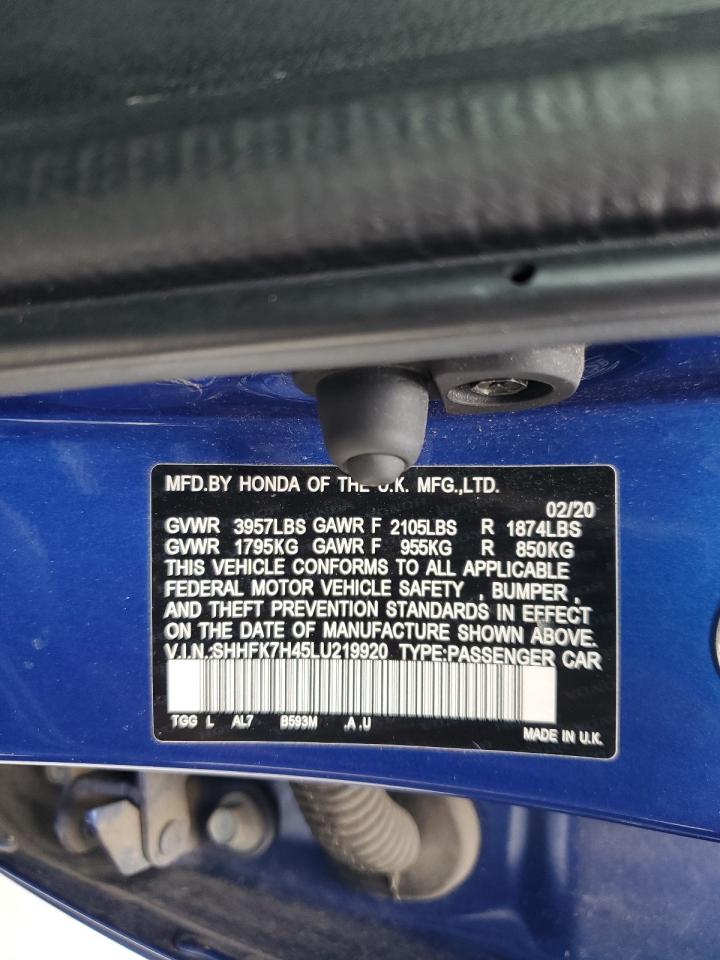 MFD.BY HONDA OF THE U.K. MFG.,LTD.
02/20
GVWR 3957LBS GAWR F 2105LBS R 1874LBS
GVWR 1795KG GAWR F 955KG R 850KG
THIS VEHICLE CONFORMS TO ALL APPLICABLE
FEDERAL MOTOR VEHICLE SAFETY , BUMPER ,
AND THEFT PREVENTION STANDARDS IN EFFECT
ON THE DATE OF MANUFACTURE SHOWN ABOVE.
V.I.N.:SHHFK7H45LU219920 TYPE:PASSENGER CAR
TGG L AL7 B593M .A .U
MADE IN U.K.